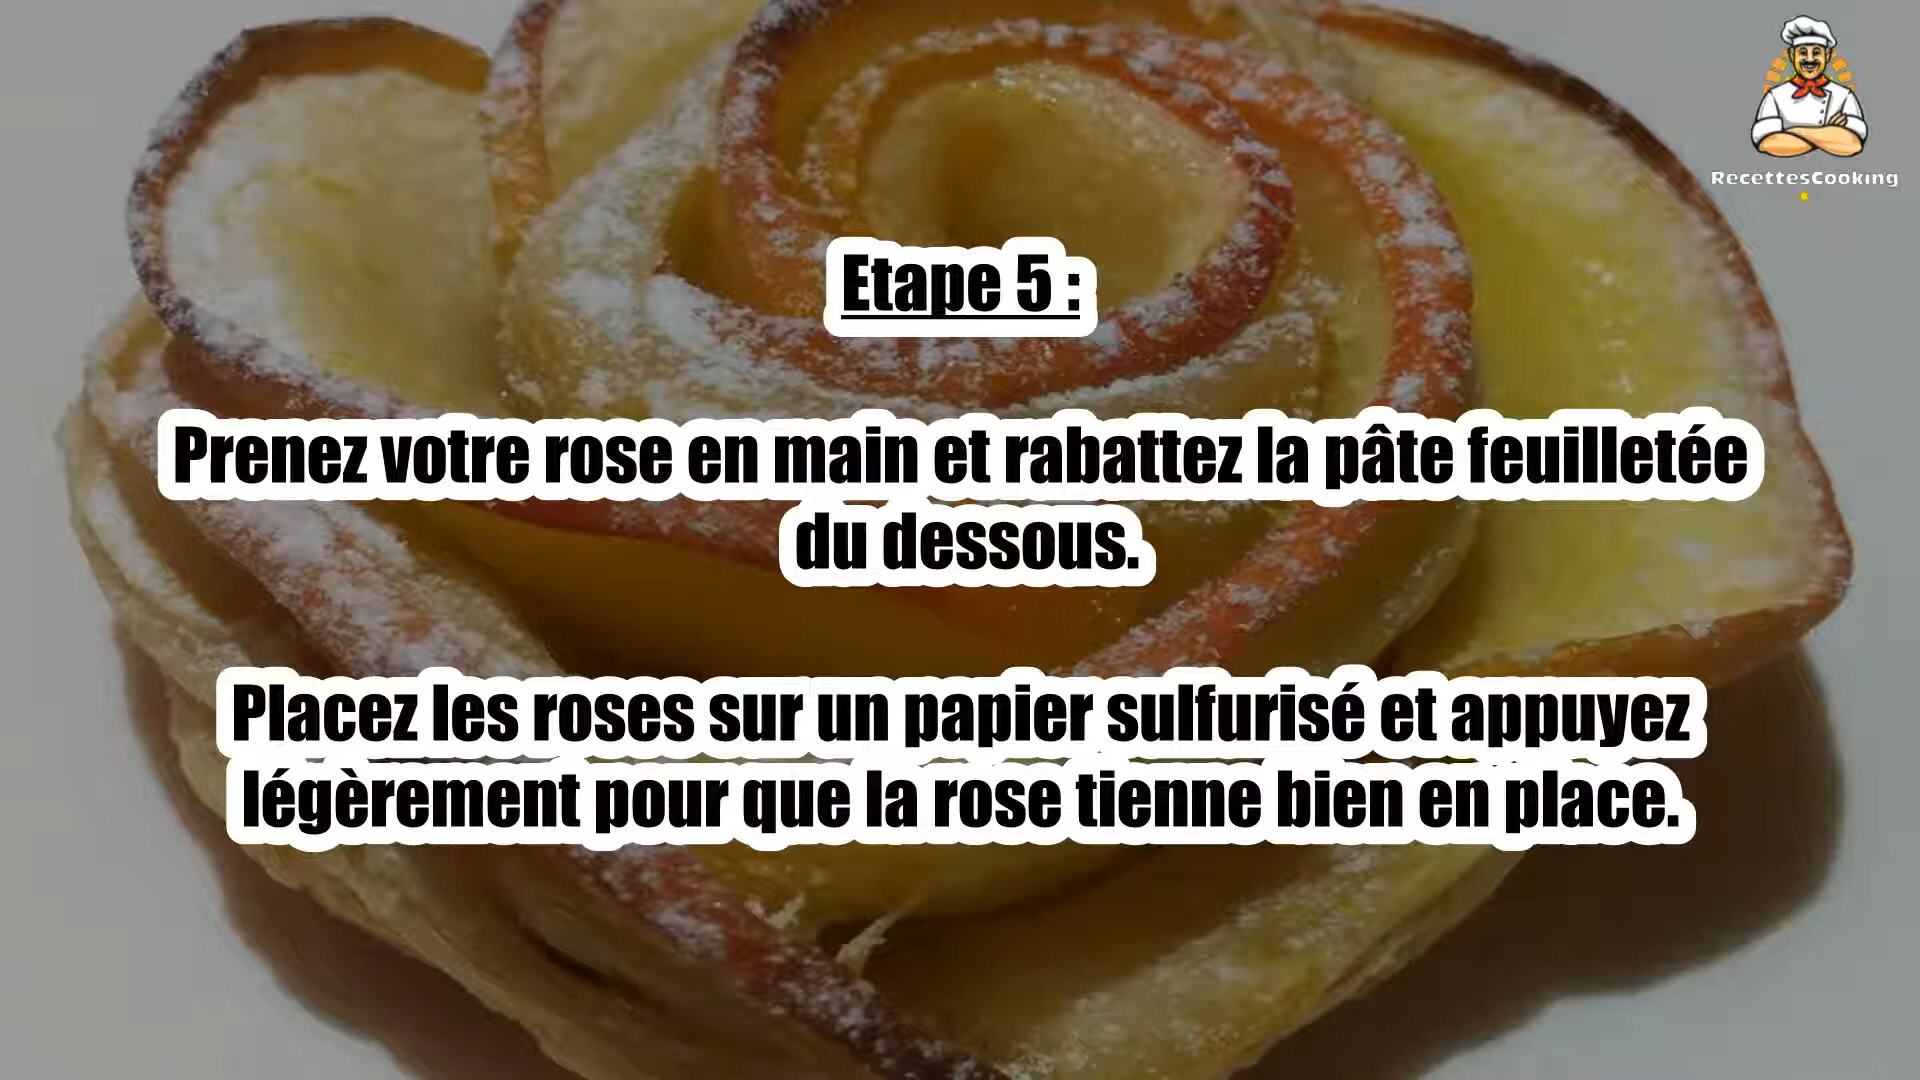 RecettesCooking
Etape 5 :
Prenez votre rose en main et rabattez la pâte feuilletée
du dessous.
Placez les roses sur un papier sulfurisé et appuyez
légèrement pour que la rose tienne bien en place.